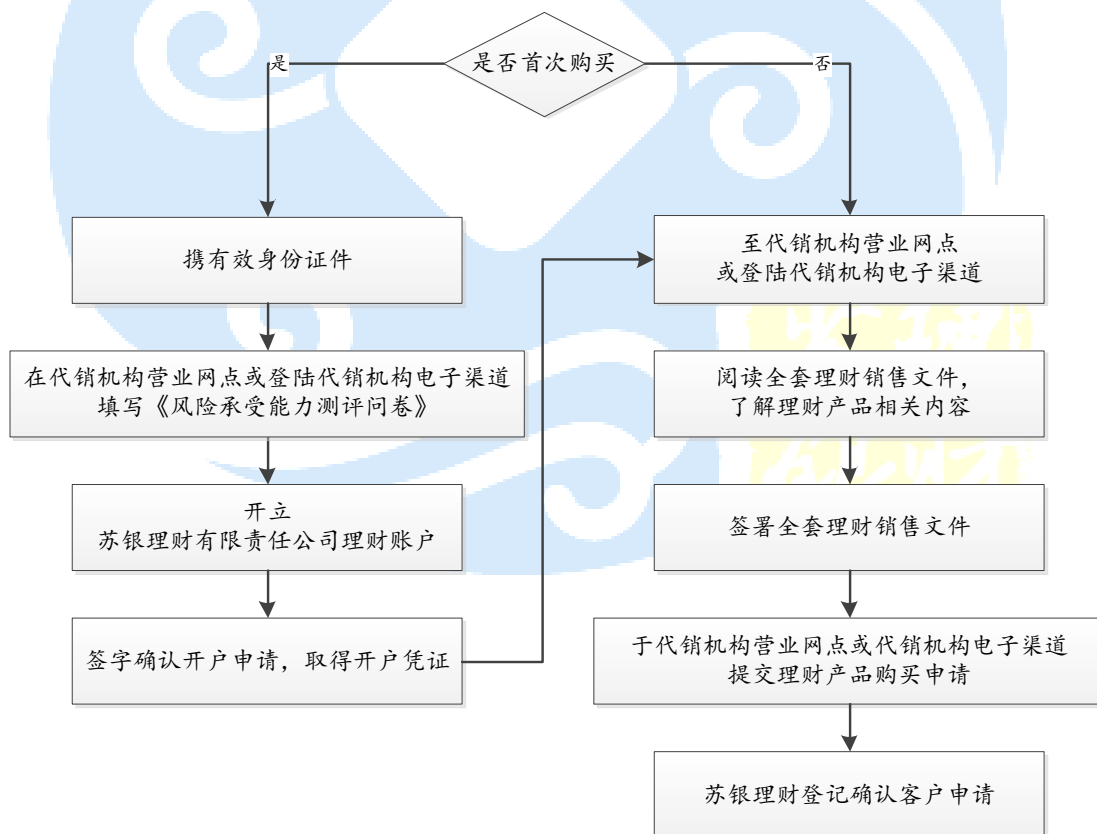 是否首次购买
是
否
携有效身份证件
在代销机构营业网点或登陆代销机构电子渠道
填写《风险承受能力测评问卷》
开立
苏银理财有限责任公司理财账户
签字确认开户申请，取得开户凭证
至代销机构营业网点
或登陆代销机构电子渠道
阅读全套理财销售文件，
了解理财产品相关内容
签署全套理财销售文件
于代销机构营业网点或代销机构电子渠道
提交理财产品购买申请
苏银理财登记确认客户申请